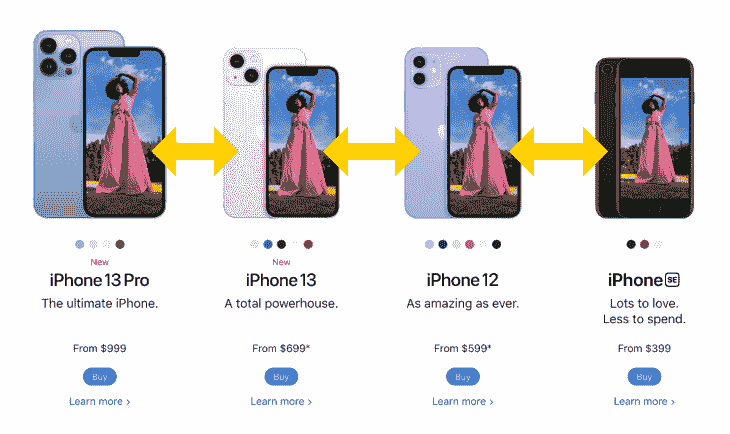 New
New
iPhone 13 Pro
iPhone 13
iPhone 12
iPhone SE
The ultimate iPhone.
A total powerhouse.
As amazing as ever.
Lots to love.
Less to spend.
From $999
From $699*
From $599*
From $399
Buy
Buy
Buy
Buy
Learn more >
Learn more >
Learn more >
Learn more >